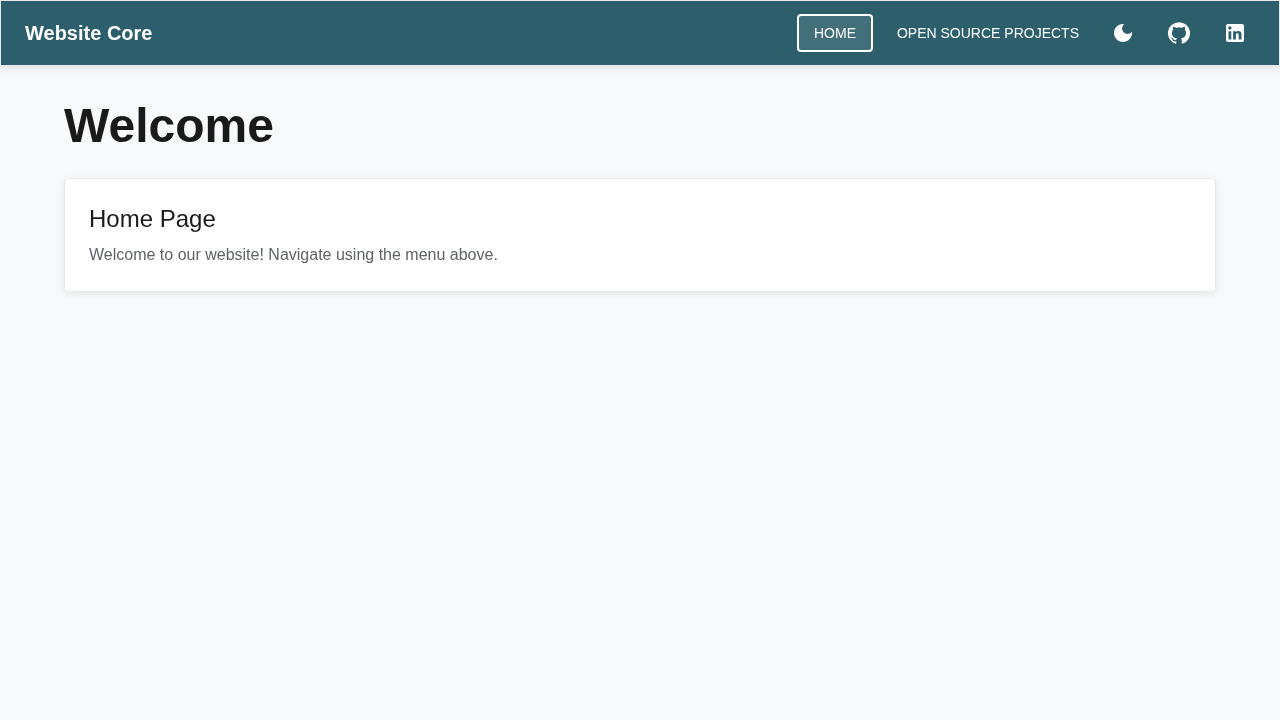 Website Core
HOME
OPEN SOURCE PROJECTS
Welcome
Home Page
Welcome to our website! Navigate using the menu above.